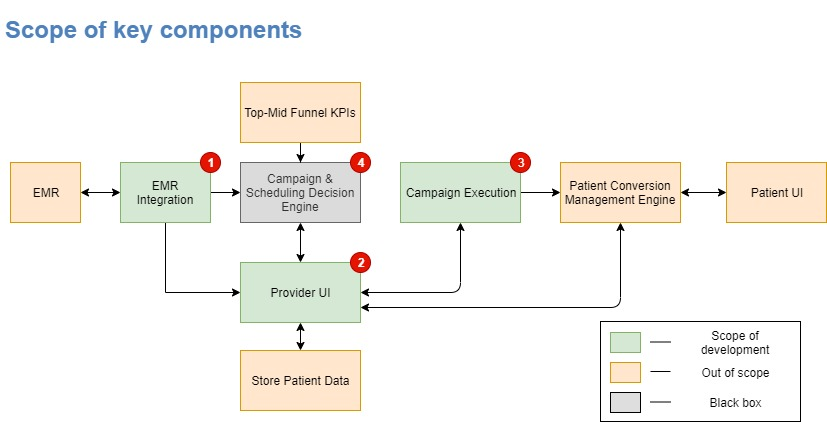 Scope of key components
Top-Mid Funnel KPIs
1
4
3
EMR
EMR
Integration
Campaign &
Scheduling Decision
Engine
Campaign Execution
Patient Conversion
Management Engine
Patient UI
2
Provider UI
Store Patient Data
Scope of
development
Out of scope
Black box